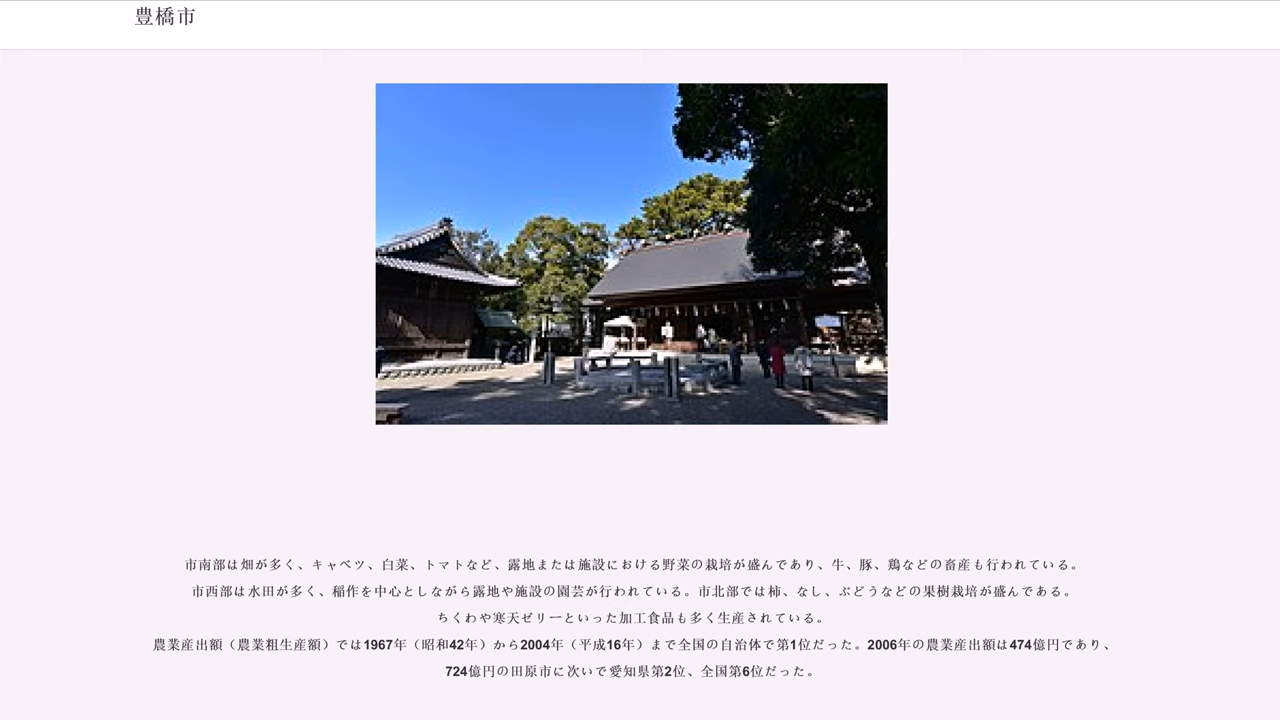 豊橋市
市南部は畑が多く、キャベツ、白菜、トマトなど、露地または施設における野菜の栽培が盛んであり、牛、豚、鶏などの畜産も行われている。
市西部は水田が多く、稲作を中心としながら露地や施設の園芸が行われている。市北部では柿、なし、ぶどうなどの果樹栽培が盛んである。
ちくわや寒天ゼリーといった加工食品も多く生産されている。
農業産出額（農業粗生産額）では1967年（昭和42年）から2004年（平成16年）まで全国の自治体で第1位だった。2006年の農業産出額は474億円であり、
724億円の田原市に次いで愛知県第2位、全国第6位だった。